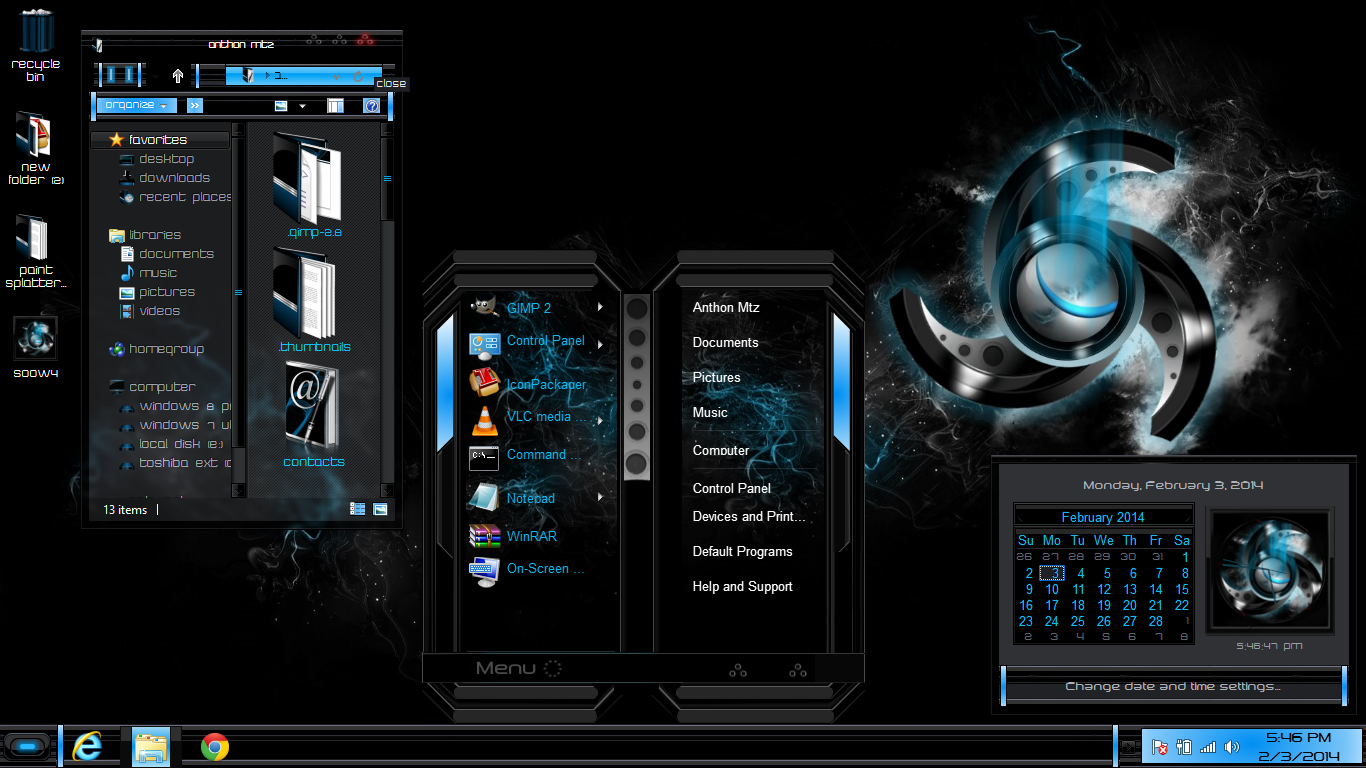 recycle
bin
new
folder (2)
paint
splatter...
soowy
anthon mtz
close
organize
»
favorites
desktop
downloads
recent places
libraries
documents
music
pictures
videos
homegroup
computer
windows 8 p
windows 7 ul
local disk (e:)
toshiba ext (
.gimp-2.8
.thumbnails
contacts
13 items
GIMP 2
Control Panel
IconPackager
VLC media ...
Command ...
Notepad
WinRAR
On-Screen ...
Anthon Mtz
Documents
Pictures
Music
Computer
Control Panel
Devices and Print...
Default Programs
Help and Support
Menu
Monday, February 3, 2014
February 2014
Su Mo Tu We Th Fr Sa
26 27 28 29 30 31 1
2 3 4 5 6 7 8
9 10 11 12 13 14 15
16 17 18 19 20 21 22
23 24 25 26 27 28 1
2 3 4 5 6 7 8
5:46:47 pm
Change date and time settings...
5:46 PM
2/3/2014